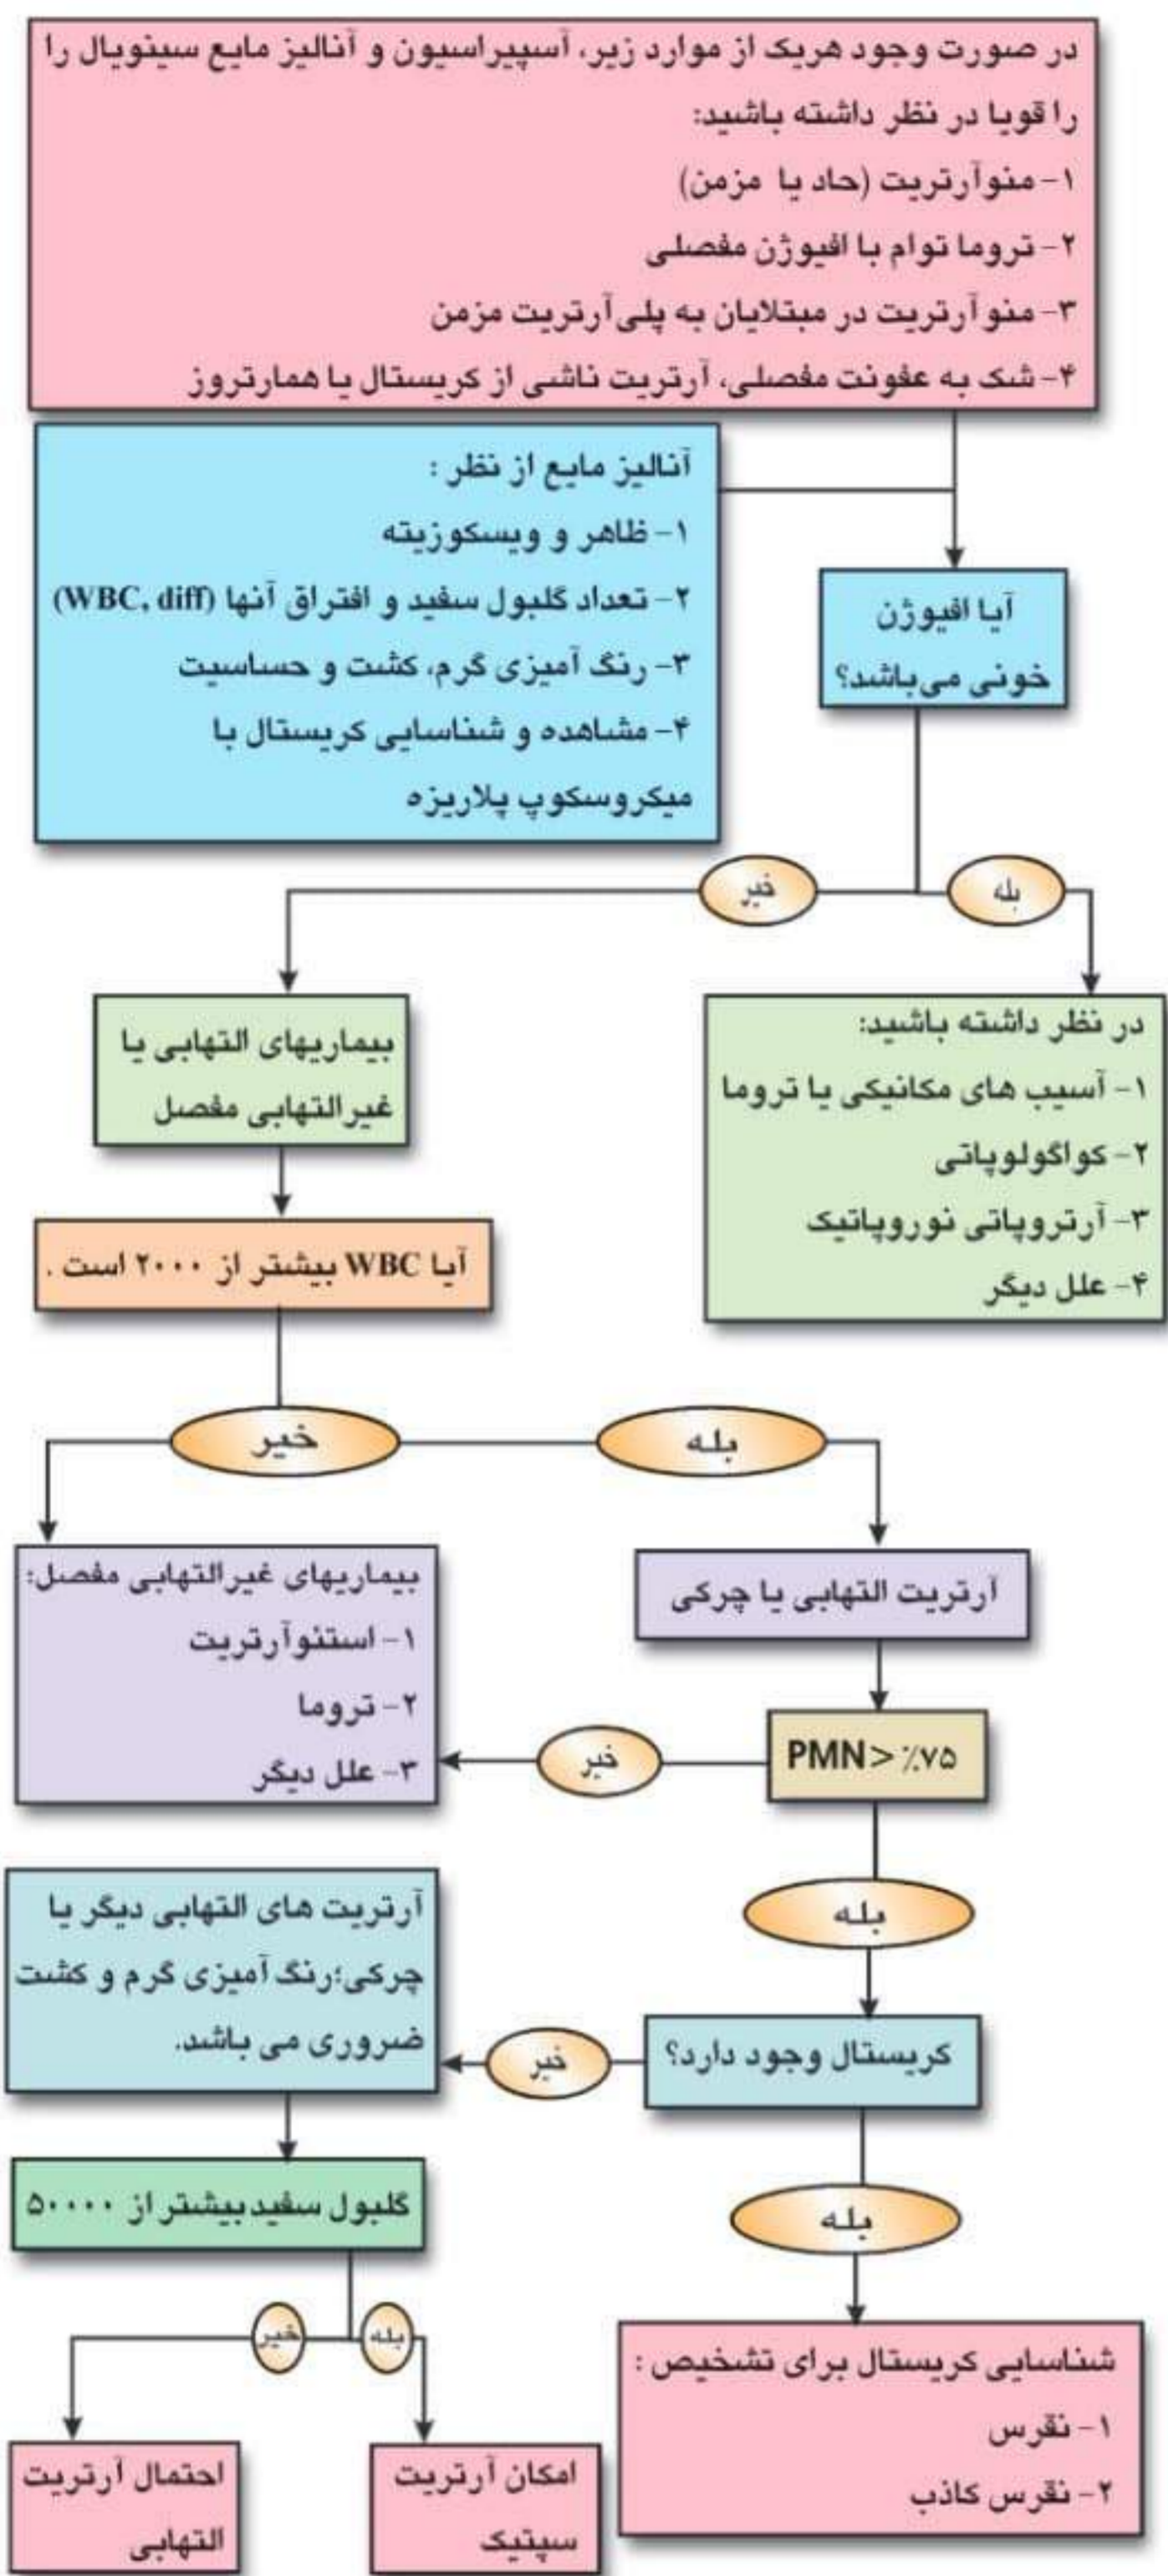 در صورت وجود هریک از موارد زیر، آسپیراسیون و آنالیز مایع سینویال را
را قویا در نظر داشته باشید:
۱- منوآرتریت (حاد یا مزمن)
۲- تروما توام با افیوژن مفصلی
۳- منو آرتریت در مبتلایان به پلی‌آرتریت مزمن
۴- شک به عفونت مفصلی، آرتریت ناشی از کریستال یا همارتروز
آنالیز مایع از نظر :
۱- ظاهر و ویسکوزیته
۲- تعداد گلبول سفید و افتراق آنها (WBC, diff)
۳- رنگ آمیزی گرم، کشت و حساسیت
۴- مشاهده و شناسایی کریستال با
میکروسکوپ پلاریزه
آیا افیوژن
خونی می‌باشد؟
بله
خیر
در نظر داشته باشید:
۱- آسیب های مکانیکی یا تروما
۲- کواگولوپاتی
۳- آرتروپاتی نوروپاتیک
۴- علل دیگر
بیماریهای التهابی یا
غیرالتهابی مفصل
آیا WBC بیشتر از ۲۰۰۰ است .
بله
خیر
آرتریت التهابی یا چرکی
بیماریهای غیرالتهابی مفصل:
۱- استئوآرتریت
۲- تروما
۳- علل دیگر
PMN > ٪۷۵
خیر
بله
کریستال وجود دارد؟
خیر
آرتریت های التهابی دیگر یا
چرکی؛رنگ آمیزی گرم و کشت
ضروری می باشد.
بله
گلبول سفید بیشتر از ۵۰۰۰۰
بله
خیر
شناسایی کریستال برای تشخیص :
۱- نقرس
۲- نقرس کاذب
امکان آرتریت
سپتیک
احتمال آرتریت
التهابی